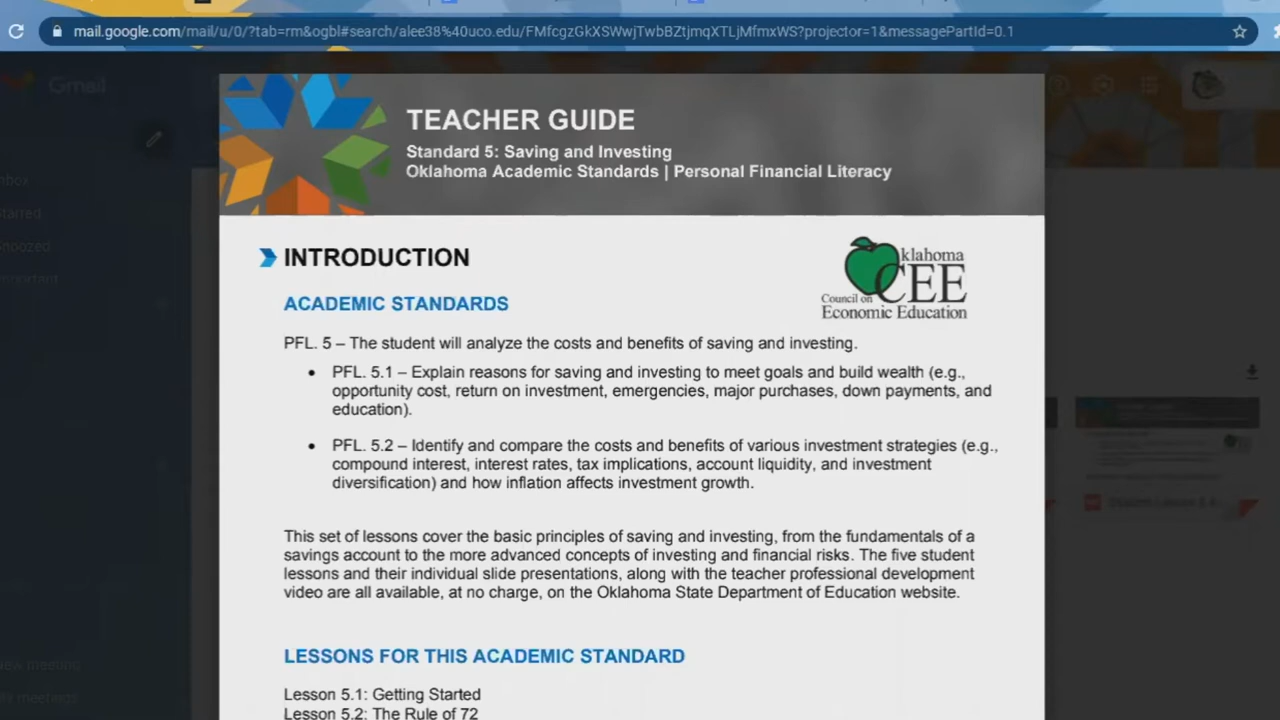 mail.google.com/mail/u/0/?tab=rm&ogbl#search/alee38%40uco.edu/FMfcgzGkXSWwjTwbBZtjmqXTLjMfmxWS?projector=1&messagePartId=0.1
Gmail
TEACHER GUIDE
Standard 5: Saving and Investing
Oklahoma Academic Standards | Personal Financial Literacy
INTRODUCTION
klahoma
CEE
Council on
Economic Education
ACADEMIC STANDARDS
PFL. 5 – The student will analyze the costs and benefits of saving and investing.
• PFL. 5.1 – Explain reasons for saving and investing to meet goals and build wealth (e.g.,
opportunity cost, return on investment, emergencies, major purchases, down payments, and
education).
• PFL. 5.2 – Identify and compare the costs and benefits of various investment strategies (e.g.,
compound interest, interest rates, tax implications, account liquidity, and investment
diversification) and how inflation affects investment growth.
This set of lessons cover the basic principles of saving and investing, from the fundamentals of a
savings account to the more advanced concepts of investing and financial risks. The five student
lessons and their individual slide presentations, along with the teacher professional development
video are all available, at no charge, on the Oklahoma State Department of Education website.
LESSONS FOR THIS ACADEMIC STANDARD
Lesson 5.1: Getting Started
Lesson 5.2: The Rule of 72